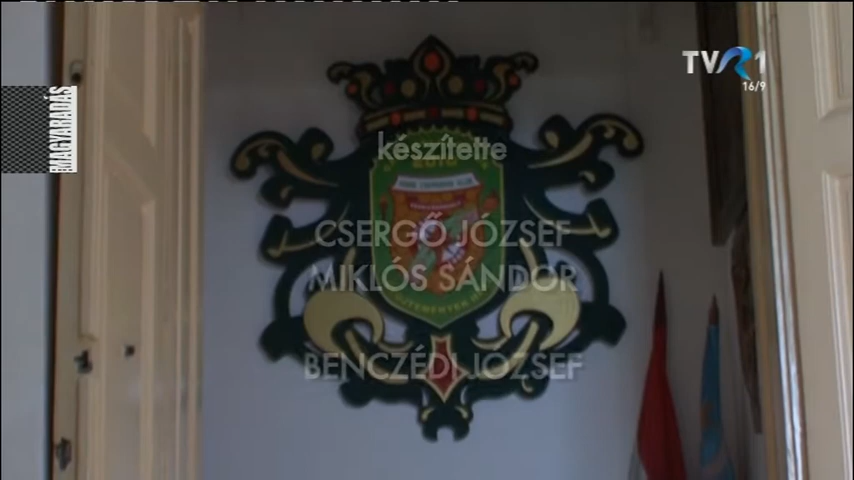 TVR1
16/9
MAGYARADÁS
készítette
CSERGŐ JÓZSEF
MIKLÓS SÁNDOR
BENCZÉDI JÓZSEF